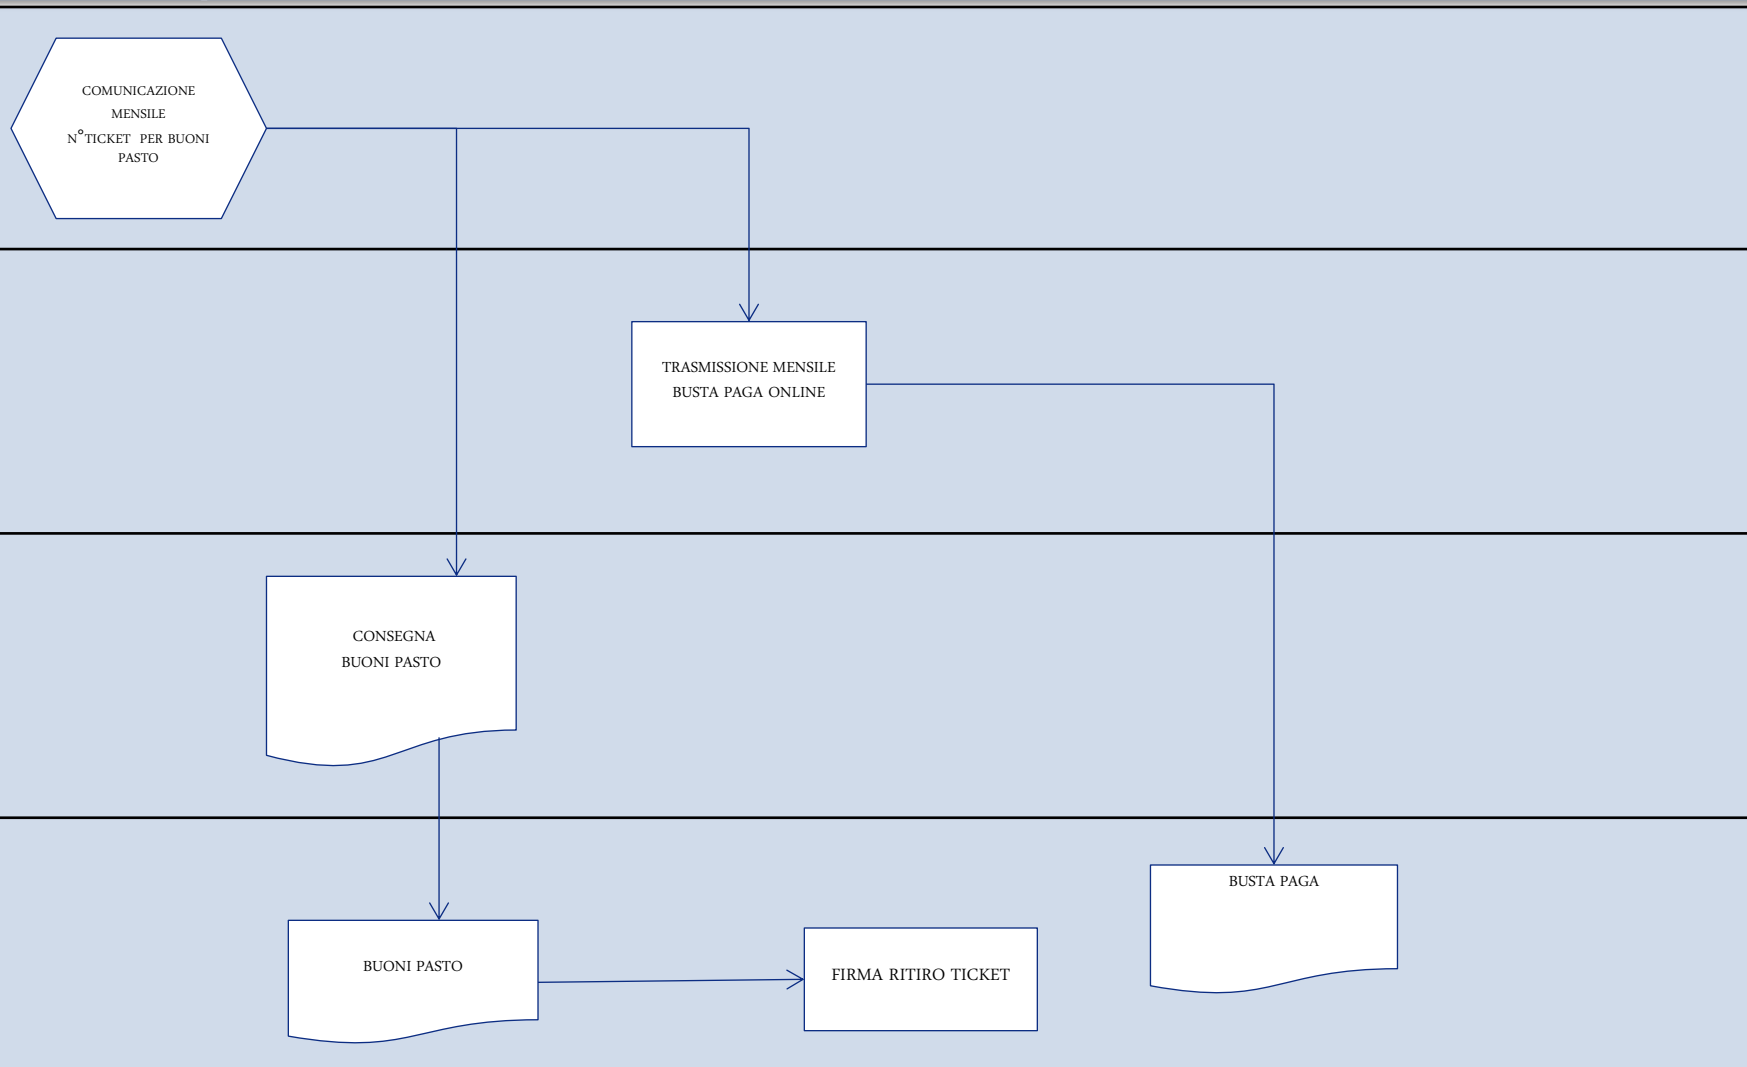 COMUNICAZIONE
MENSILE
N°TICKET PER BUONI
PASTO
TRASMISSIONE MENSILE
BUSTA PAGA ONLINE
CONSEGNA
BUONI PASTO
BUSTA PAGA
BUONI PASTO
FIRMA RITIRO TICKET